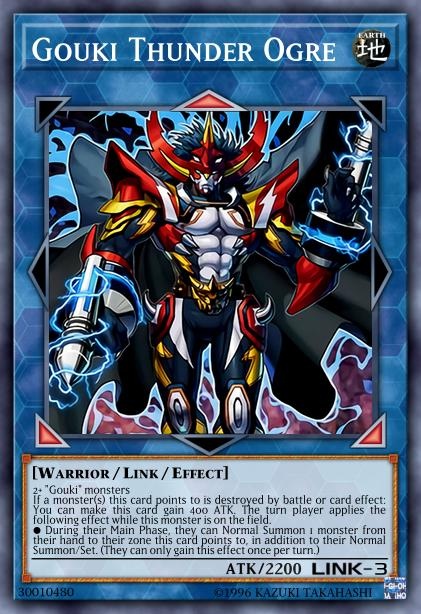 GOUKI THUNDER OGRE
EARTH
地
[WARRIOR / LINK / EFFECT]
2+ "Gouki" monsters
If a monster(s) this card points to is destroyed by battle or card effect:
You can make this card gain 400 ATK. The turn player applies the
following effect while this monster is on the field.
● During their Main Phase, they can Normal Summon 1 monster from
their hand to their zone this card points to, in addition to their Normal
Summon/Set. (They can only gain this effect once per turn.)
ATK/2200 LINK-3
30010480
©1996 KAZUKI TAKAHASHI